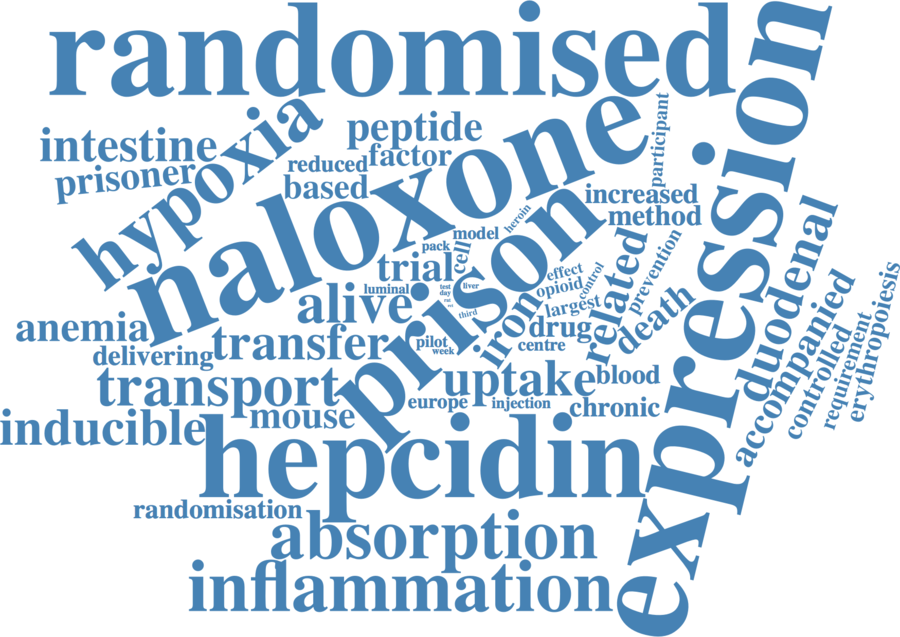 randomised
expression
intestine
prisoner
hypoxia
peptide
factor
reduced
based
naloxone
participant
increased
method
heroin
model
pack
cell
trial
prison
luminal
alive
test
day
liver
third
effect
control
opioid
largest
related
prevention
iron
drug
centre
death
duodenal
accompanied
controlled
requirement
erythropoiesis
anemia
delivering
transfer
pilot
week
transport
uptake
blood
europe
injection
chronic
inducible
mouse
hepcidin
randomisation
absorption
inflammation